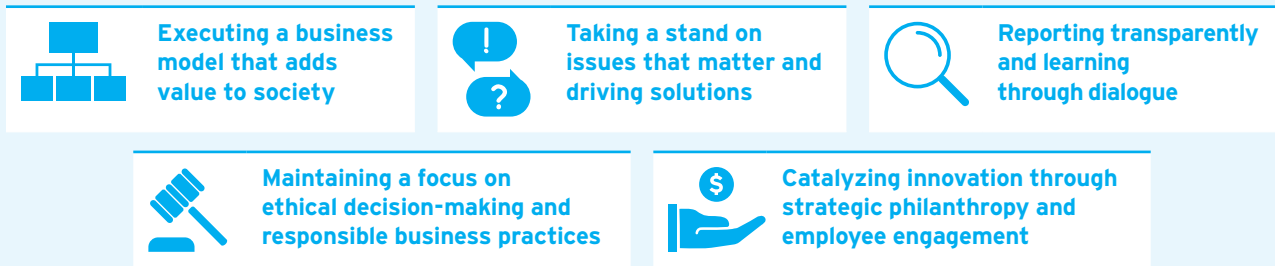 Executing a business
model that adds
value to society
!
?
Taking a stand on
issues that matter and
driving solutions
Reporting transparently
and learning
through dialogue
Maintaining a focus on
ethical decision-making and
responsible business practices
$
Catalyzing innovation through
strategic philanthropy and
employee engagement